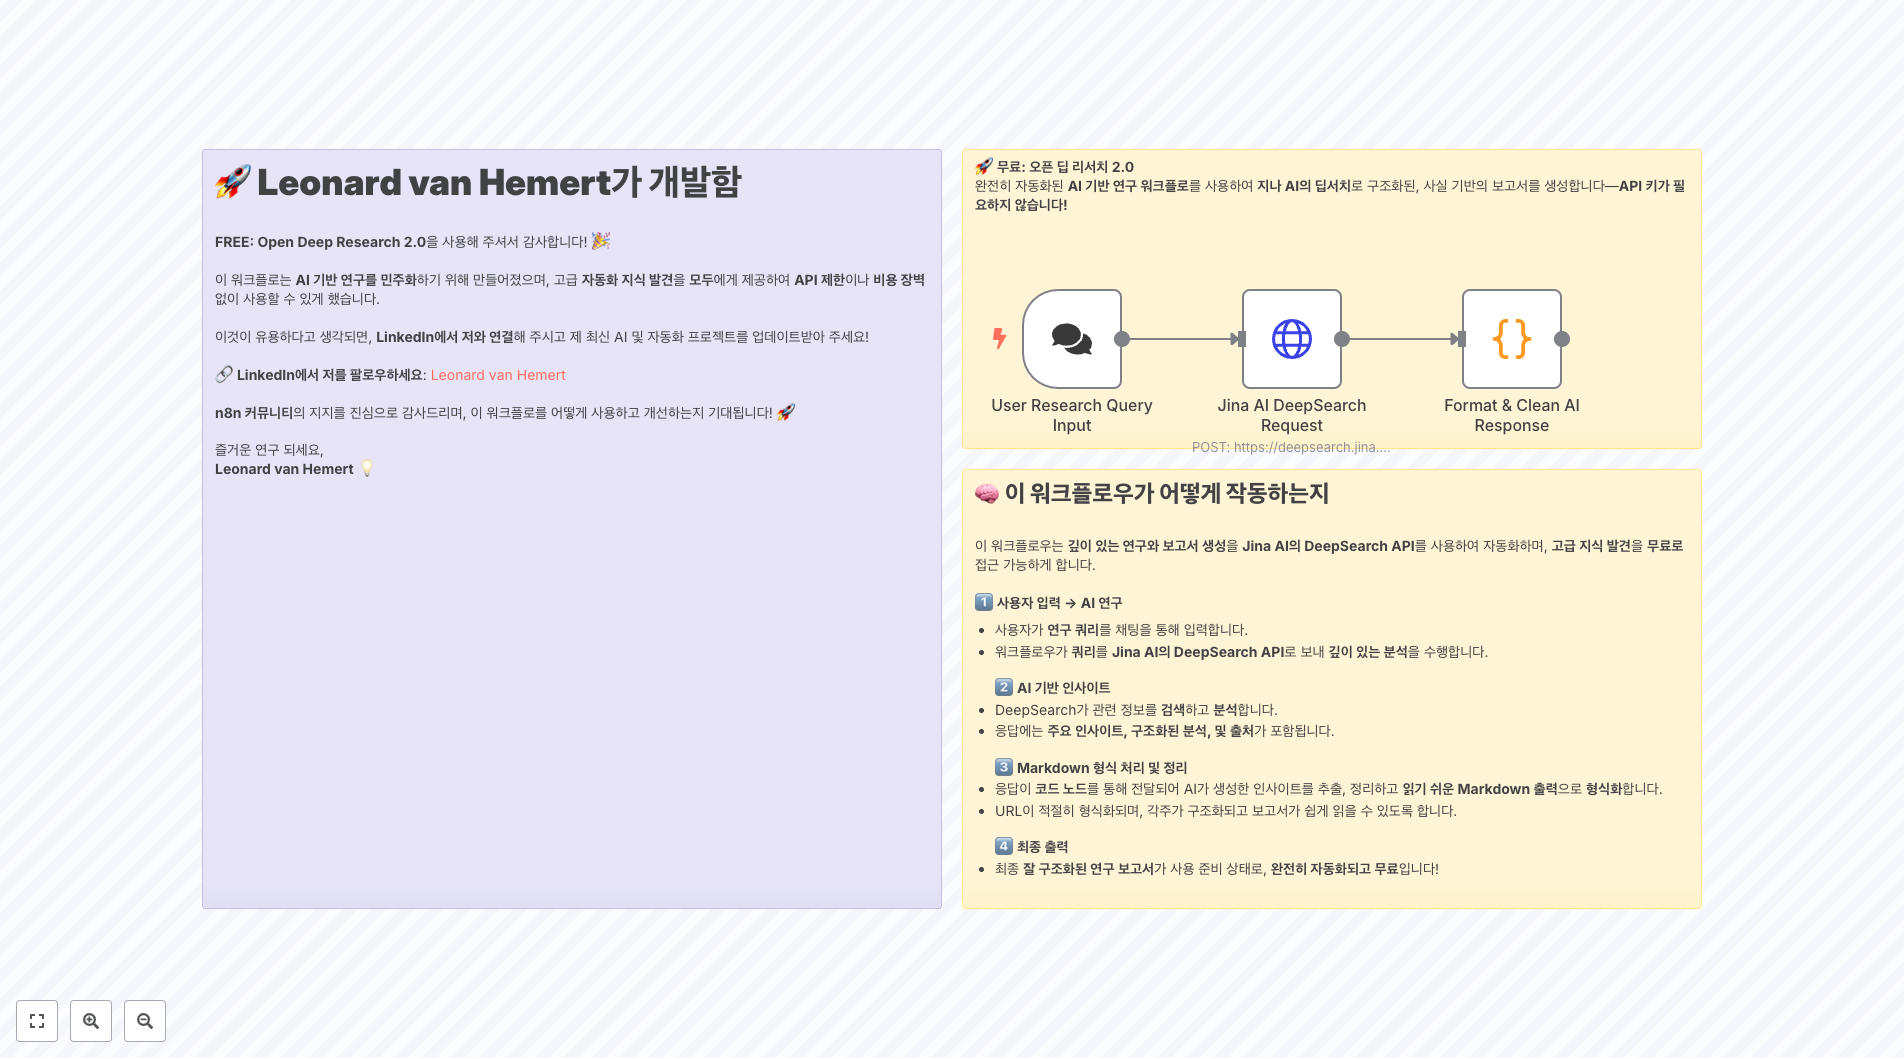 🚀 Leonard van Hemert가 개발함
FREE: Open Deep Research 2.0을 사용해 주셔서 감사합니다! 🎉
이 워크플로는 AI 기반 연구를 민주화하기 위해 만들어졌으며, 고급 자동화 지식 발견을 모두에게 제공하여 API 제한이나 비용 장벽
없이 사용할 수 있게 했습니다.
이것이 유용하다고 생각되면, LinkedIn에서 저와 연결해 주시고 제 최신 AI 및 자동화 프로젝트를 업데이트받아 주세요!
🔗 LinkedIn에서 저를 팔로우하세요: Leonard van Hemert
n8n 커뮤니티의 지지를 진심으로 감사드리며, 이 워크플로를 어떻게 사용하고 개선하는지 기대됩니다! 🚀
즐거운 연구 되세요,
Leonard van Hemert 💡
🚀 무료: 오픈 딥 리서치 2.0
완전히 자동화된 AI 기반 연구 워크플로를 사용하여 지나 AI의 딥서치로 구조화된, 사실 기반의 보고서를 생성합니다—API 키가 필
요하지 않습니다!
User Research Query
Input
Jina AI DeepSearch
Request
POST: https://deepsearch.jina....
Format & Clean AI
Response
🧠 이 워크플로우가 어떻게 작동하는지
이 워크플로우는 깊이 있는 연구와 보고서 생성을 Jina AI의 DeepSearch API를 사용하여 자동화하며, 고급 지식 발견을 무료로
접근 가능하게 합니다.
1️⃣ 사용자 입력 → AI 연구
• 사용자가 연구 쿼리를 채팅을 통해 입력합니다.
• 워크플로우가 쿼리를 Jina AI의 DeepSearch API로 보내 깊이 있는 분석을 수행합니다.
2️⃣ AI 기반 인사이트
• DeepSearch가 관련 정보를 검색하고 분석합니다.
• 응답에는 주요 인사이트, 구조화된 분석, 및 출처가 포함됩니다.
3️⃣ Markdown 형식 처리 및 정리
• 응답이 코드 노드를 통해 전달되어 AI가 생성한 인사이트를 추출, 정리하고 읽기 쉬운 Markdown 출력으로 형식화합니다.
• URL이 적절히 형식화되며, 각주가 구조화되고 보고서가 쉽게 읽을 수 있도록 합니다.
4️⃣ 최종 출력
• 최종 잘 구조화된 연구 보고서가 사용 준비 상태로, 완전히 자동화되고 무료입니다!